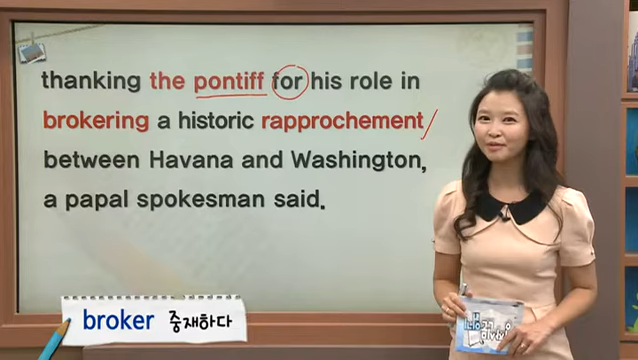 thanking the pontiff for his role in
brokering a historic rapprochement
between Havana and Washington,
a papal spokesman said.
broker 중재하다